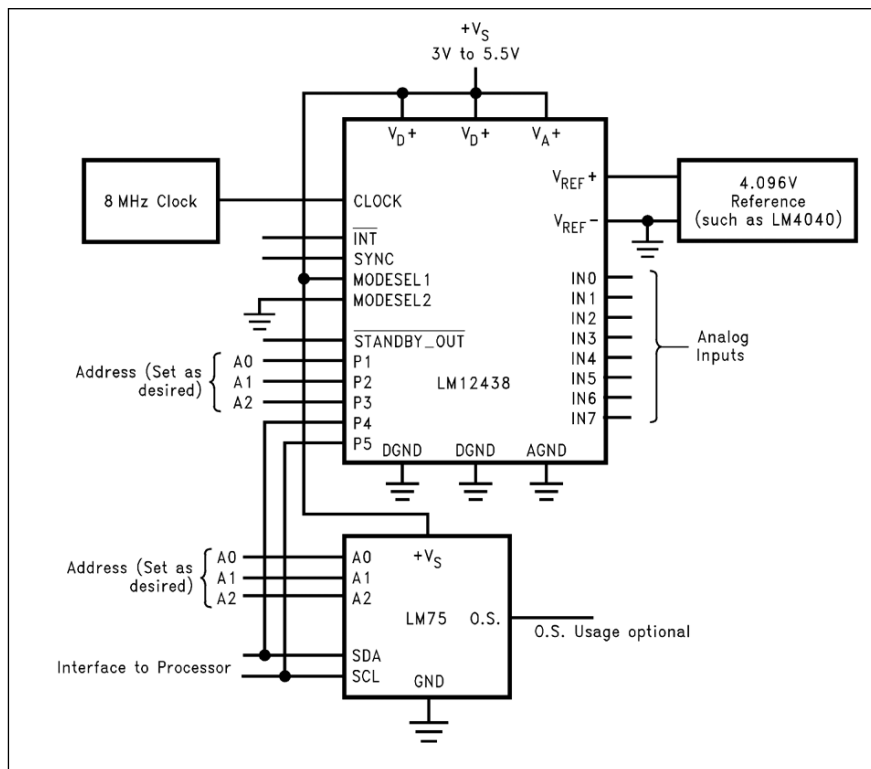 +VS
3V to 5.5V
VD+ VD+ VA+
8 MHz Clock
CLOCK
INT
SYNC
MODESEL1
MODESEL2
STANDBY_OUT
P1
P2
P3
P4
P5
LM12438
DGND DGND AGND
VREF+
VREF-
4.096V
Reference
(such as LM4040)
IN0
IN1
IN2
IN3
IN4
IN5
IN6
IN7
Analog
Inputs
Address (Set as
desired)
A0
A1
A2
Address (Set as
desired)
A0
A1
A2
+VS
A0
A1
A2
LM75
O.S.
SDA
SCL
GND
O.S. Usage optional
Interface to Processor